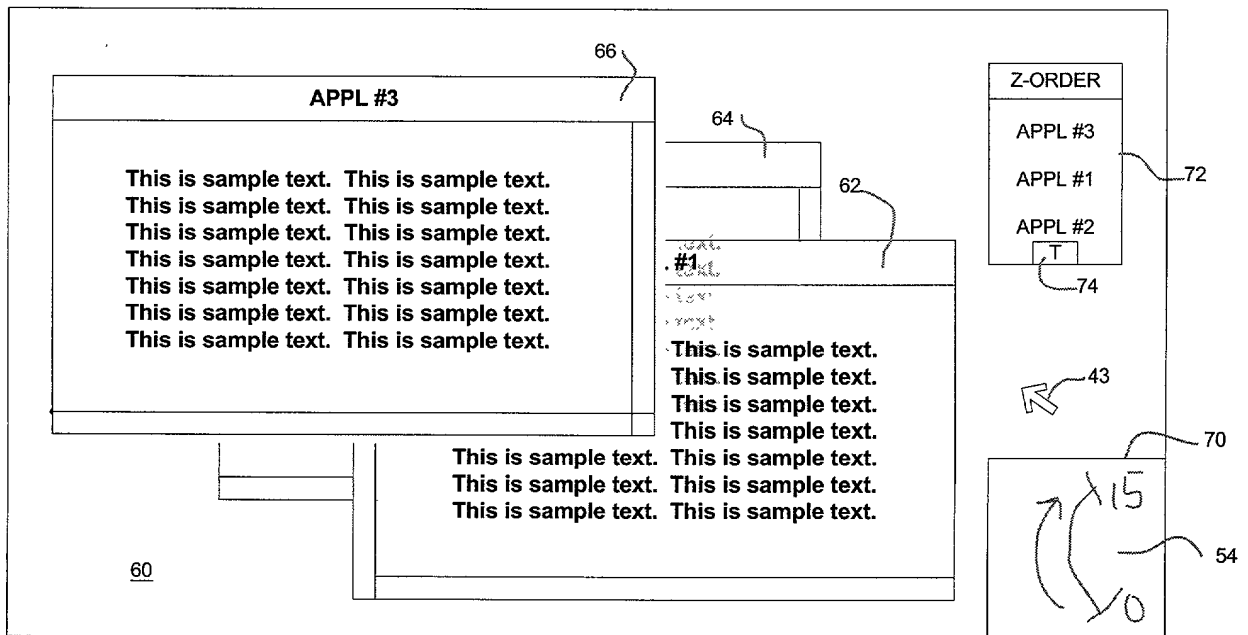 66
APPL #3
Z-ORDER
64
APPL #3
This is sample text. This is sample text.
72
APPL #1
62
This is sample text. This is sample text.
This is sample text. This is sample text.
APPL #2
text.
T
This is sample text. This is sample text.
. #1
text.
74
This is sample text. This is sample text.
text
This is sample text. This is sample text.
text
This is sample text. This is sample text.
This is sample text.
This is sample text.
43
This is sample text.
This is sample text.
70
This is sample text. This is sample text.
This is sample text. This is sample text.
15
This is sample text. This is sample text.
54
60
0